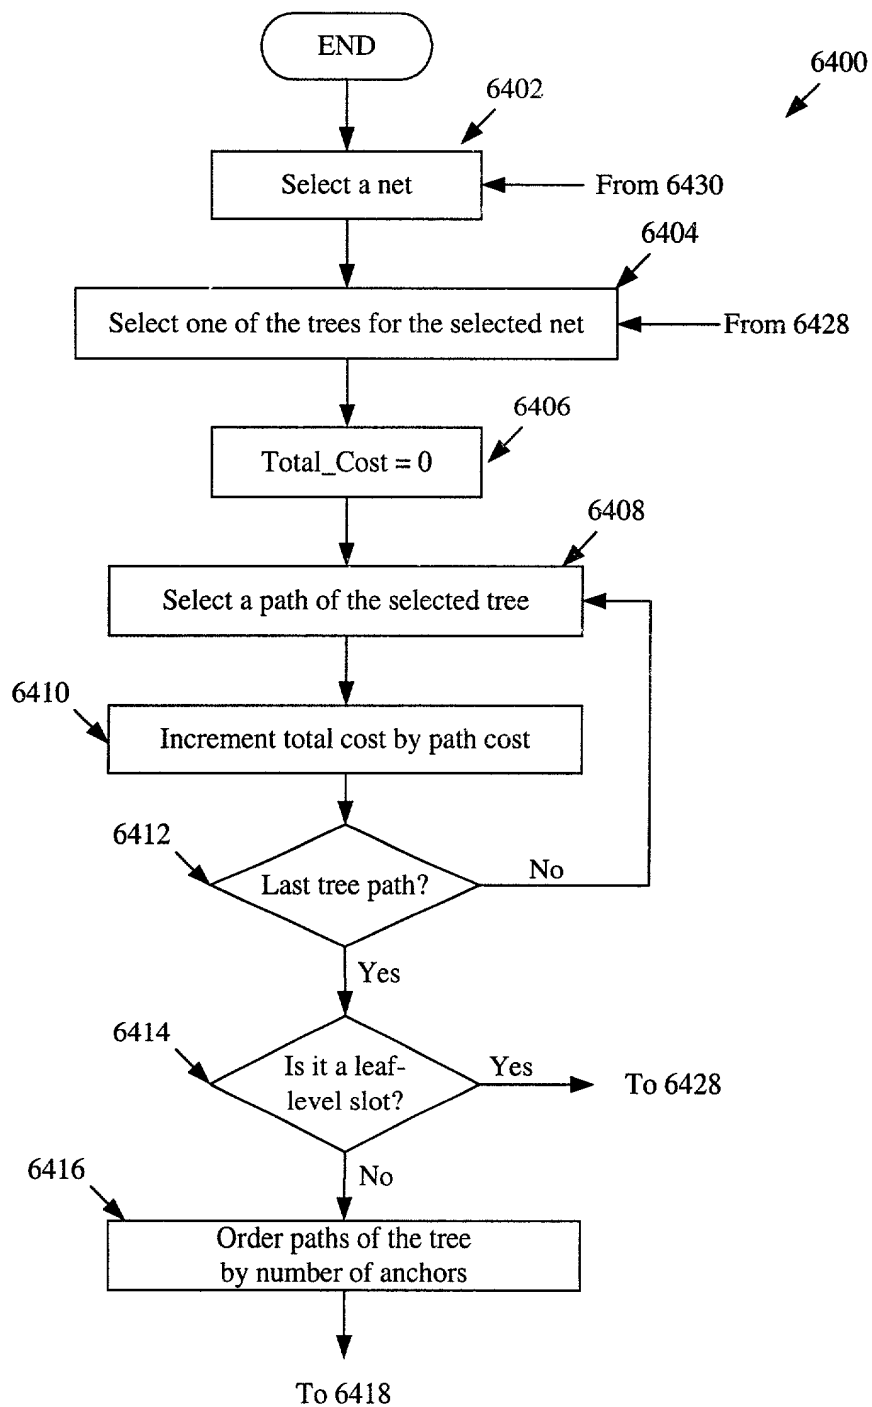 END
6400
6402
Select a net
From 6430
6404
Select one of the trees for the selected net
From 6428
6406
Total_Cost = 0
6408
Select a path of the selected tree
6410
Increment total cost by path cost
6412
Last tree path?
No
Yes
6414
Is it a leaf-
level slot?
Yes
To 6428
No
6416
Order paths of the tree
by number of anchors
To 6418